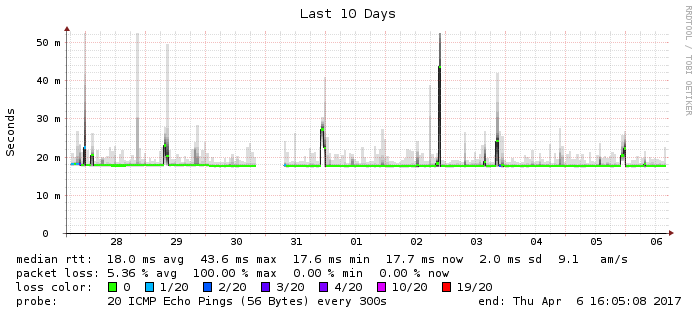 Last 10 Days
RRDTOOL / TOBI OETIKER
Seconds
50 m
40 m
30 m
20 m
10 m
0
28 29 30 31 01 02 03 04 05 06
median rtt: 18.0 ms avg 43.6 ms max 17.6 ms min 17.7 ms now 2.0 ms sd 9.1 am/s
packet loss: 5.36 % avg 100.00 % max 0.00 % min 0.00 % now
loss color: 0 1/20 2/20 3/20 4/20 10/20 19/20
probe: 20 ICMP Echo Pings (56 Bytes) every 300s end: Thu Apr 6 16:05:08 2017